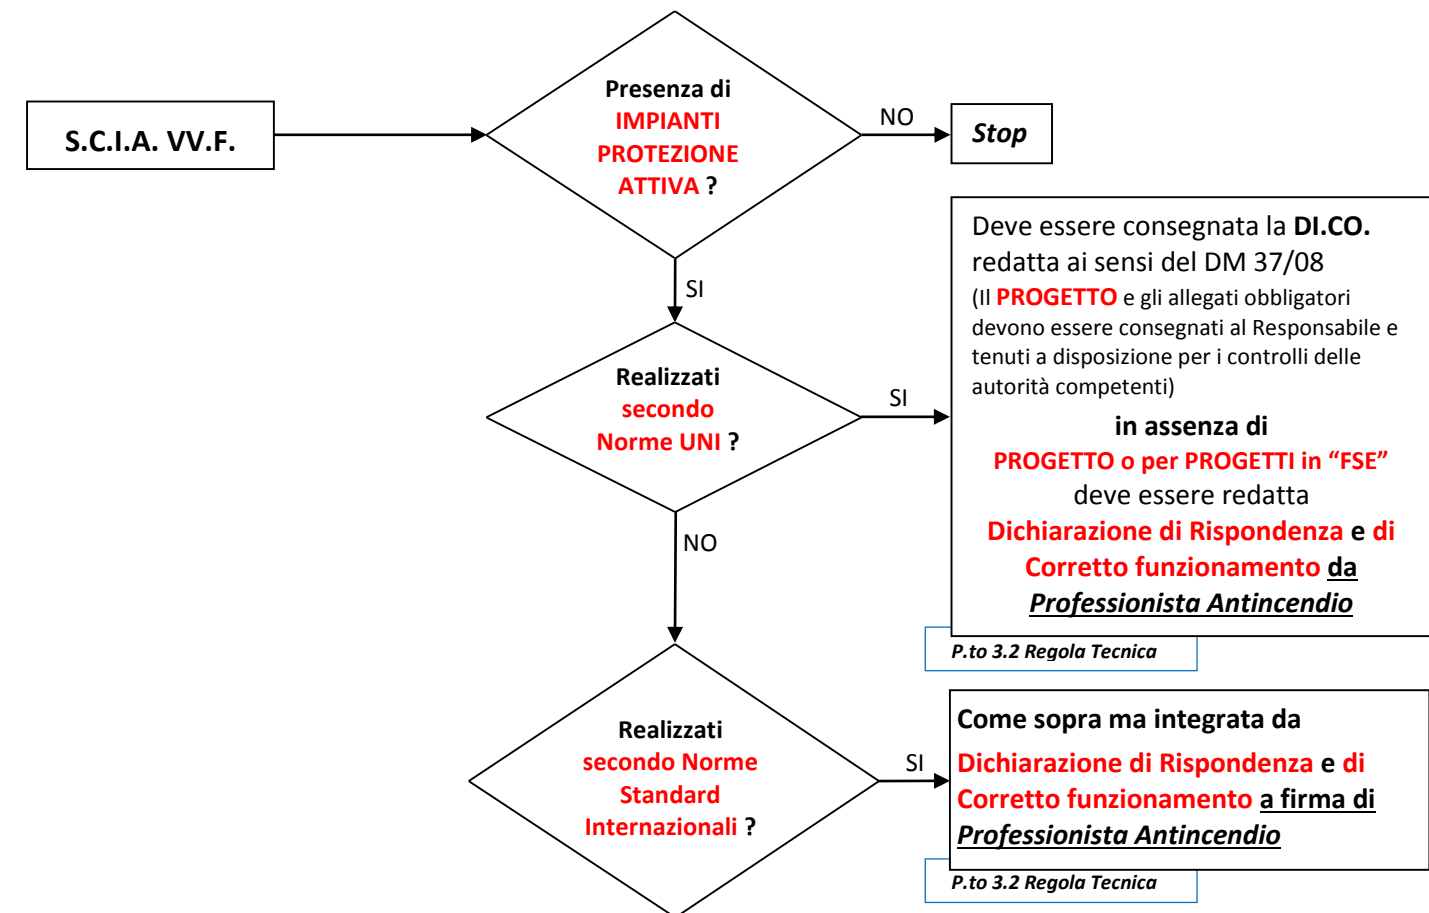 S.C.I.A. VV.F.
Presenza di
IMPIANTI
PROTEZIONE
ATTIVA ?
NO
Stop
SI
Realizzati
secondo
Norme UNI ?
SI
Deve essere consegnata la DI.CO.
redatta ai sensi del DM 37/08
(Il PROGETTO e gli allegati obbligatori
devono essere consegnati al Responsabile e
tenuti a disposizione per i controlli delle
autorità competenti)
in assenza di
PROGETTO o per PROGETTI in “FSE”
deve essere redatta
Dichiarazione di Rispondenza e di
Corretto funzionamento da
Professionista Antincendio
P.to 3.2 Regola Tecnica
NO
Realizzati
secondo Norme
Standard
Internazionali ?
SI
Come sopra ma integrata da
Dichiarazione di Rispondenza e di
Corretto funzionamento a firma di
Professionista Antincendio
P.to 3.2 Regola Tecnica